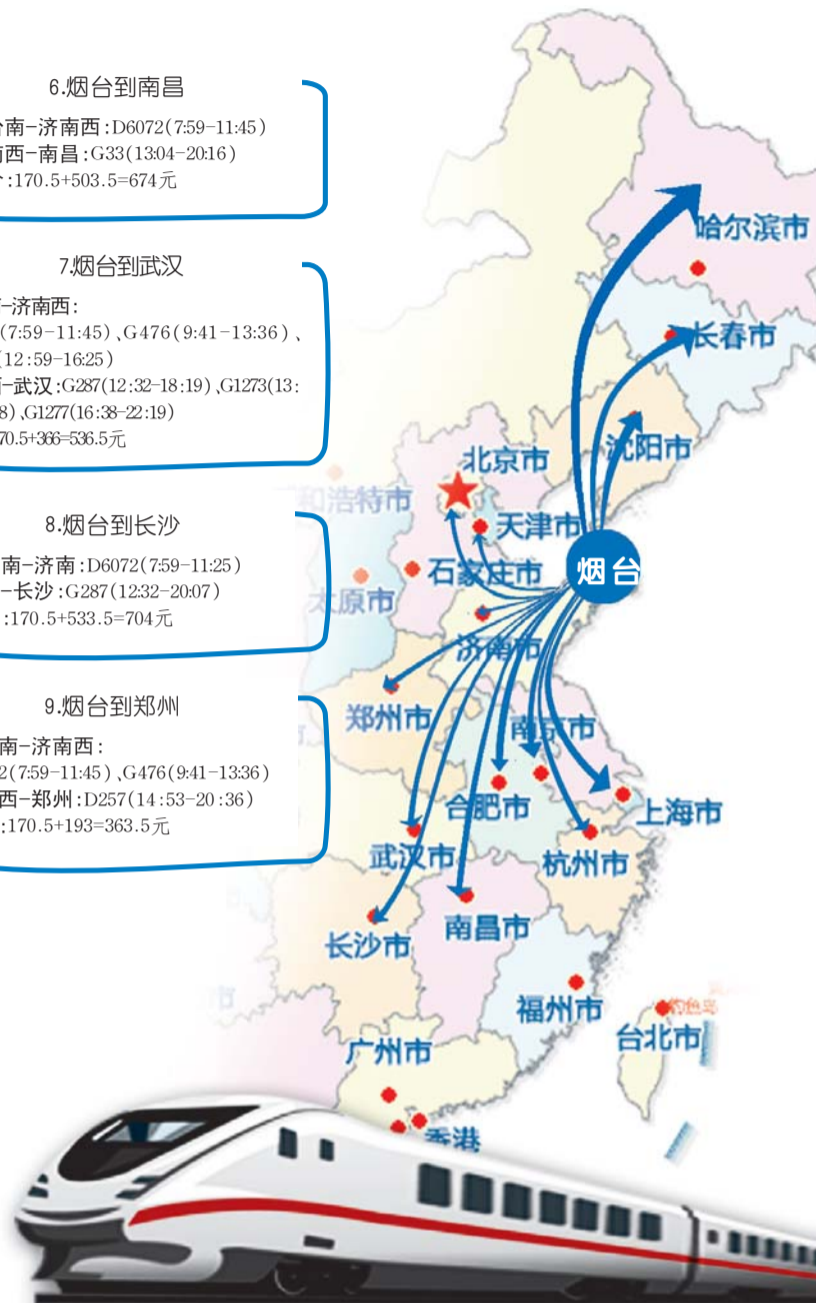 6.烟台到南昌
台南-济南西:D6072(7:59-11:45)
南西-南昌:G33(13:04-20:16)
:170.5+503.5=674元
7.烟台到武汉
-济南西:
(7:59-11:45)、G476(9:41-13:36)、
(12:59-16:25)
-武汉:G287(12:32-18:19)、G1273(13:
8)、G1277(16:38-22:19)
70.5+366=536.5元
8.烟台到长沙
南-济南:D6072(7:59-11:25)
-长沙:G287(12:32-20:07)
:170.5+533.5=704元
9.烟台到郑州
南-济南西:
2(7:59-11:45)、G476(9:41-13:36)
西-郑州:D257(14:53-20:36)
:170.5+193=363.5元
哈尔滨市
长春市
沈阳市
北京市
和浩特市
天津市
烟台
石家庄市
太原市
济南市
郑州市
南京市
合肥市
上海市
武汉市
杭州市
南昌市
长沙市
福州市
钓鱼岛
台北市
广州市
香港